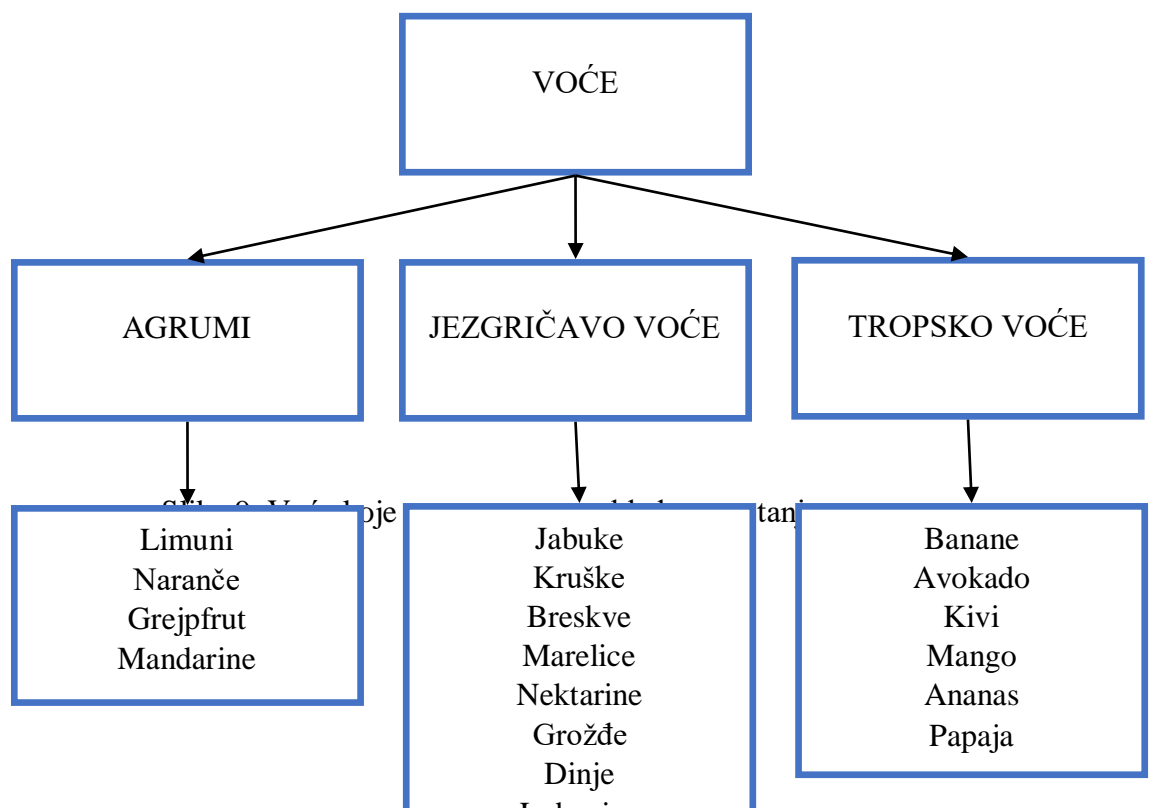 VOĆE
AGRUMI
JEZGRIČAVO VOĆE
TROPSKO VOĆE
Limuni
Naranče
Grejpfrut
Mandarine
Jabuke
Kruške
Breskve
Marelice
Nektarine
Grožđe
Dinje
Banane
Avokado
Kivi
Mango
Ananas
Papaja